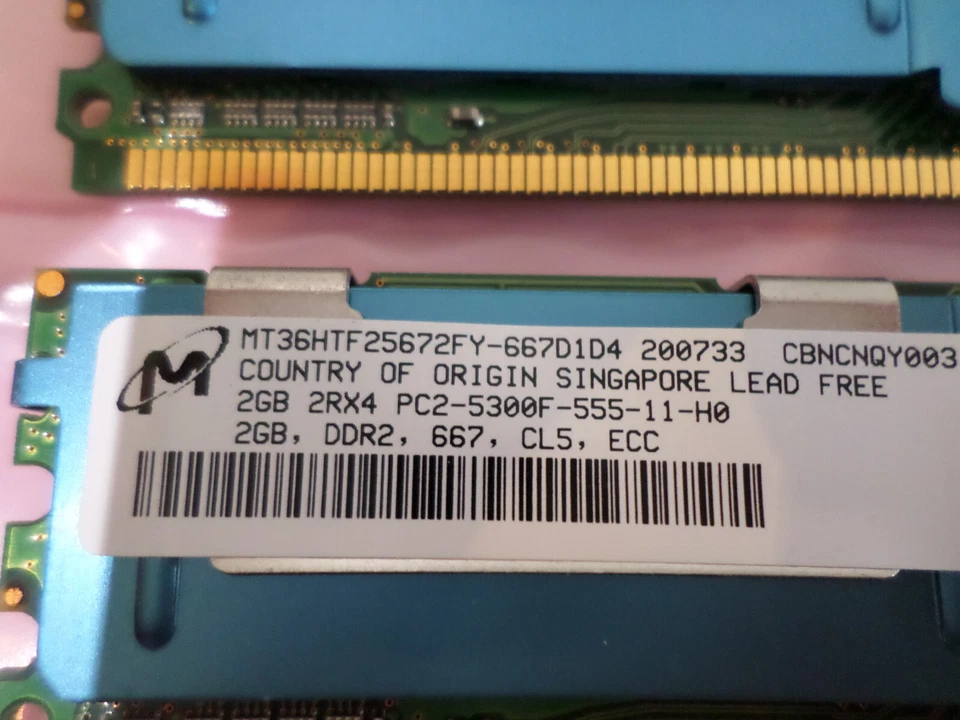 MT36HTF25672FY-667D1D4 200733 CBNCNQY003
COUNTRY OF ORIGIN SINGAPORE LEAD FREE
2GB 2RX4 PC2-5300F-555-11-H0
2GB, DDR2, 667, CL5, ECC